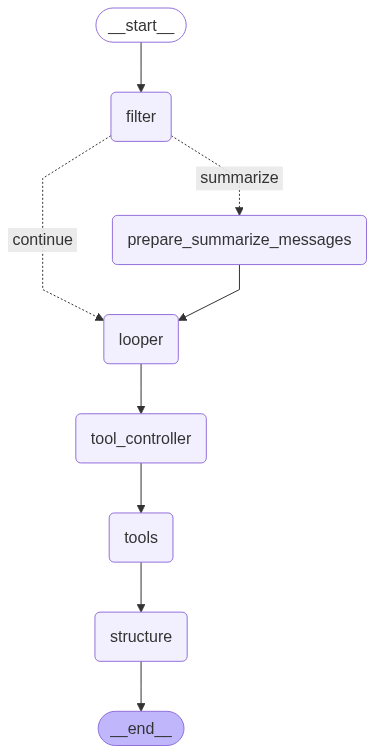 __start__
filter
summarize
continue
prepare_summarize_messages
looper
tool_controller
tools
structure
__end__